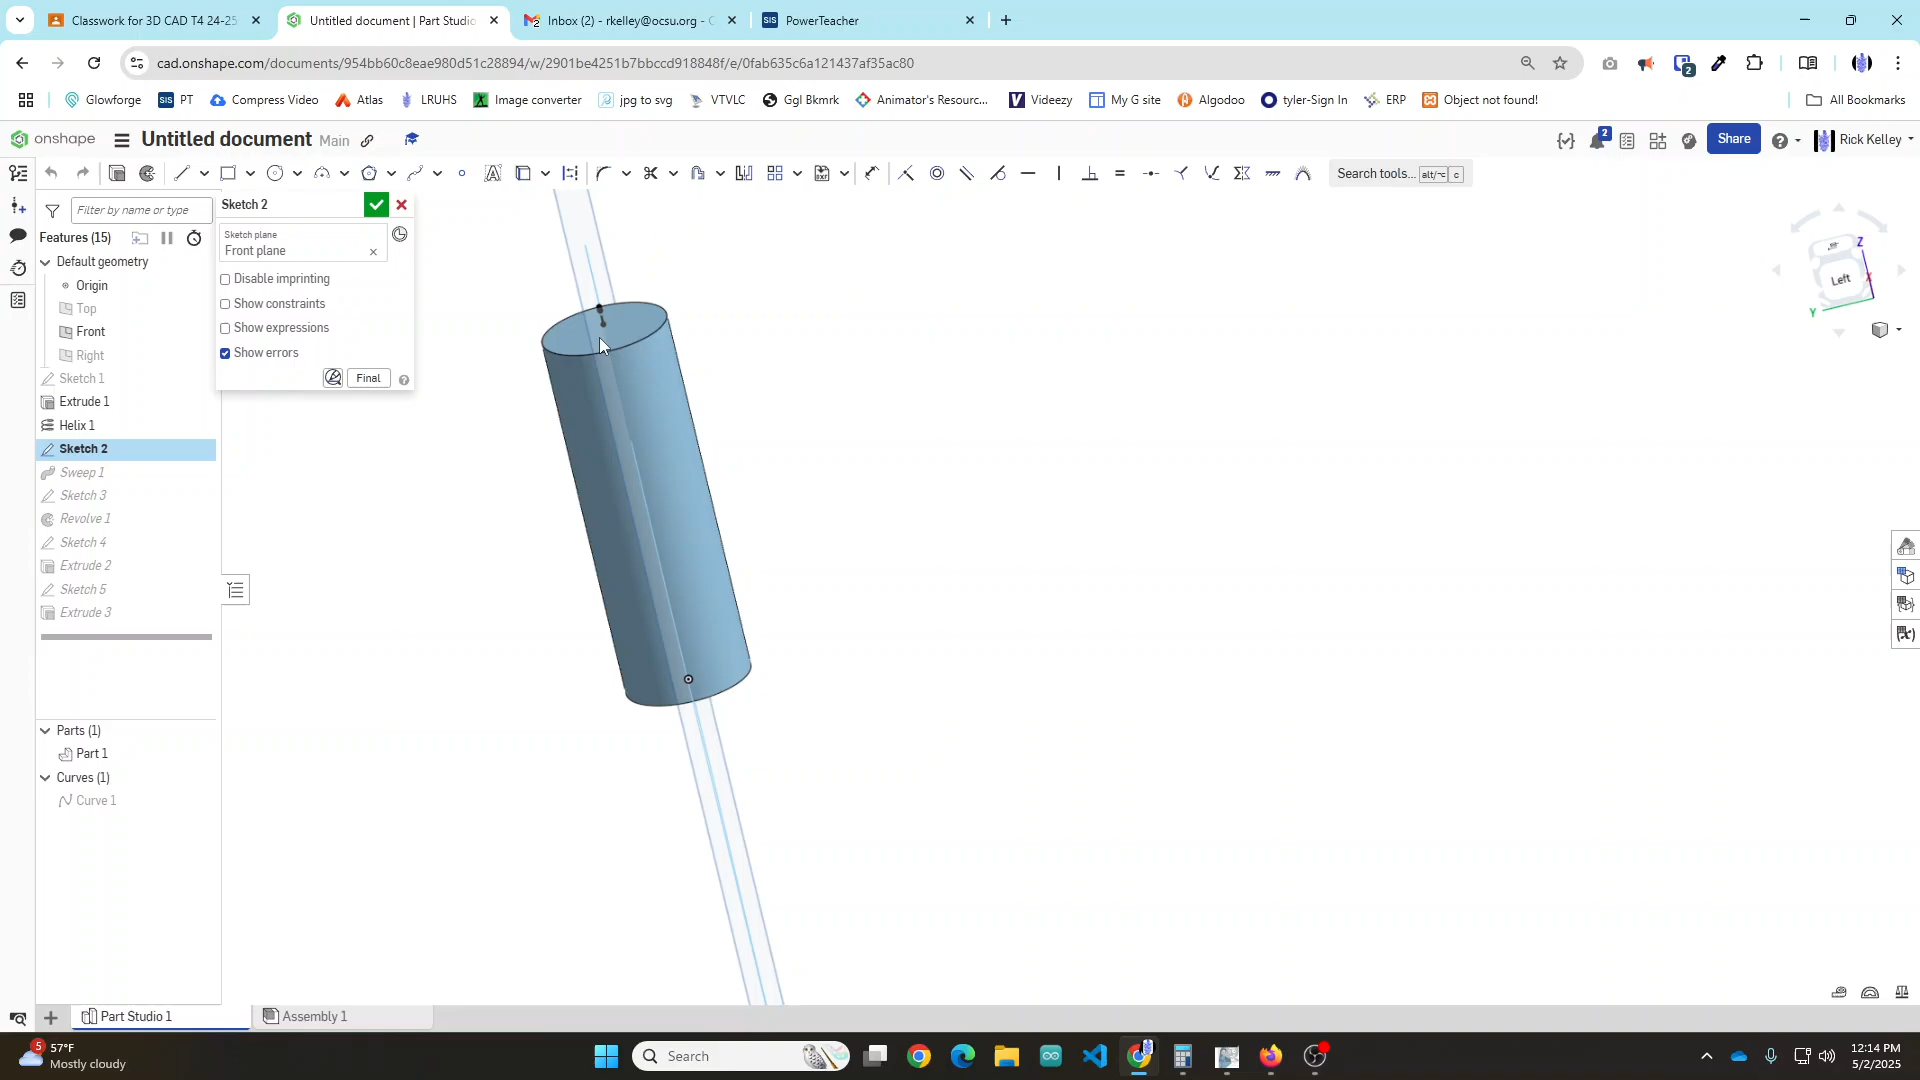 Classwork for 3D CAD T4 24-25
Untitled document | Part Studio
Inbox (2) - rkelley@ocsu.org - C
SIS PowerTeacher
cad.onshape.com/documents/954bb60c8eae980d51c28894/w/2901be4251b7bbccd918848f/e/0fab635c6a121437af35ac80
2
Glowforge
SIS PT
Compress Video
Atlas
LRUHS
Image converter
jpg to svg
VTVLC
Ggl Bkmrk
Animator's Resourc...
Videezy
My G site
Algodoo
tyler-Sign In
ERP
Object not found!
All Bookmarks
onshape
Untitled document Main
2
Share
Rick Kelley
Search tools... alt/⌥ c
Filter by name or type
Features (15)
Default geometry
Origin
Top
Front
Right
Sketch 1
Extrude 1
Helix 1
Sketch 2
Sweep 1
Sketch 3
Revolve 1
Sketch 4
Extrude 2
Sketch 5
Extrude 3
Parts (1)
Part 1
Curves (1)
Curve 1
Sketch 2
Sketch plane
Front plane
Disable imprinting
Show constraints
Show expressions
Show errors
Final
Z
Left
X
Y
Part Studio 1
Assembly 1
5
57°F
Mostly cloudy
Search
12:14 PM
5/2/2025